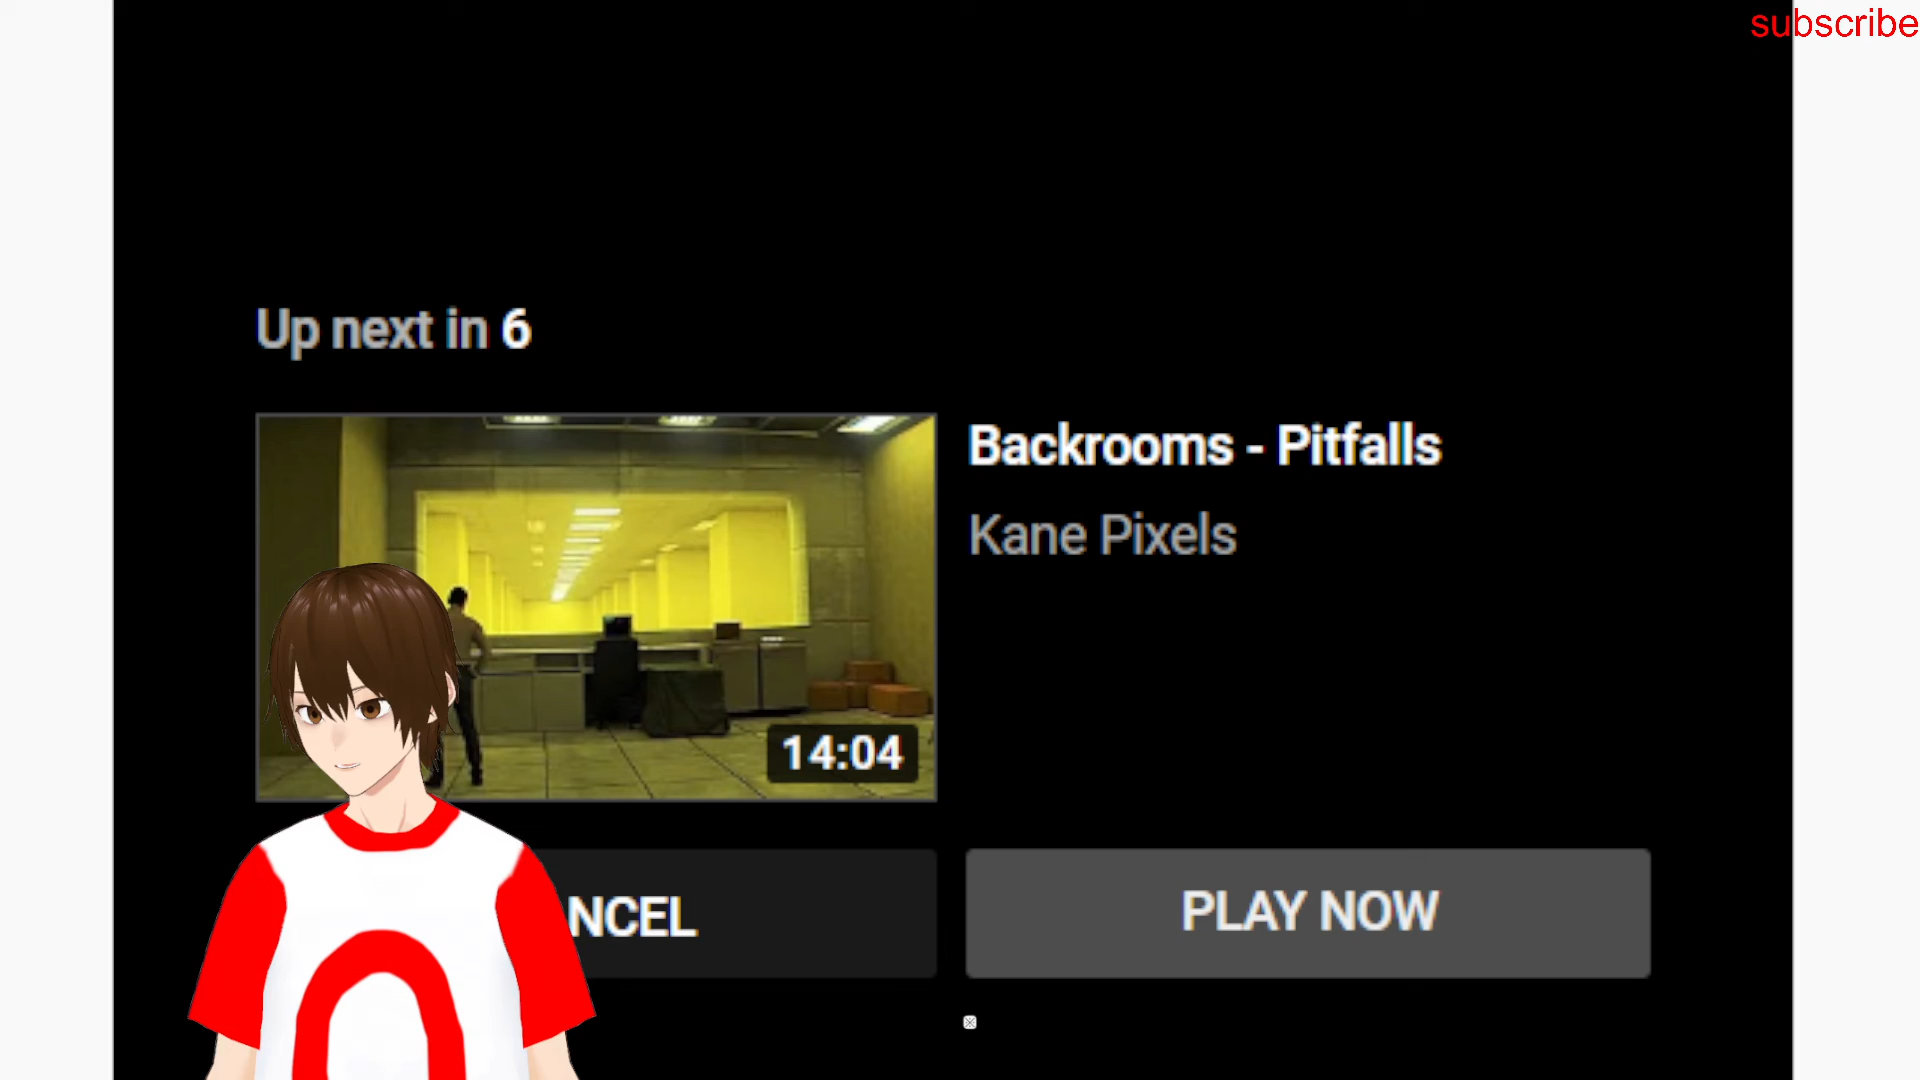 subscribe
Up next in 6
Backrooms - Pitfalls
Kane Pixels
14:04
NCEL
PLAY NOW